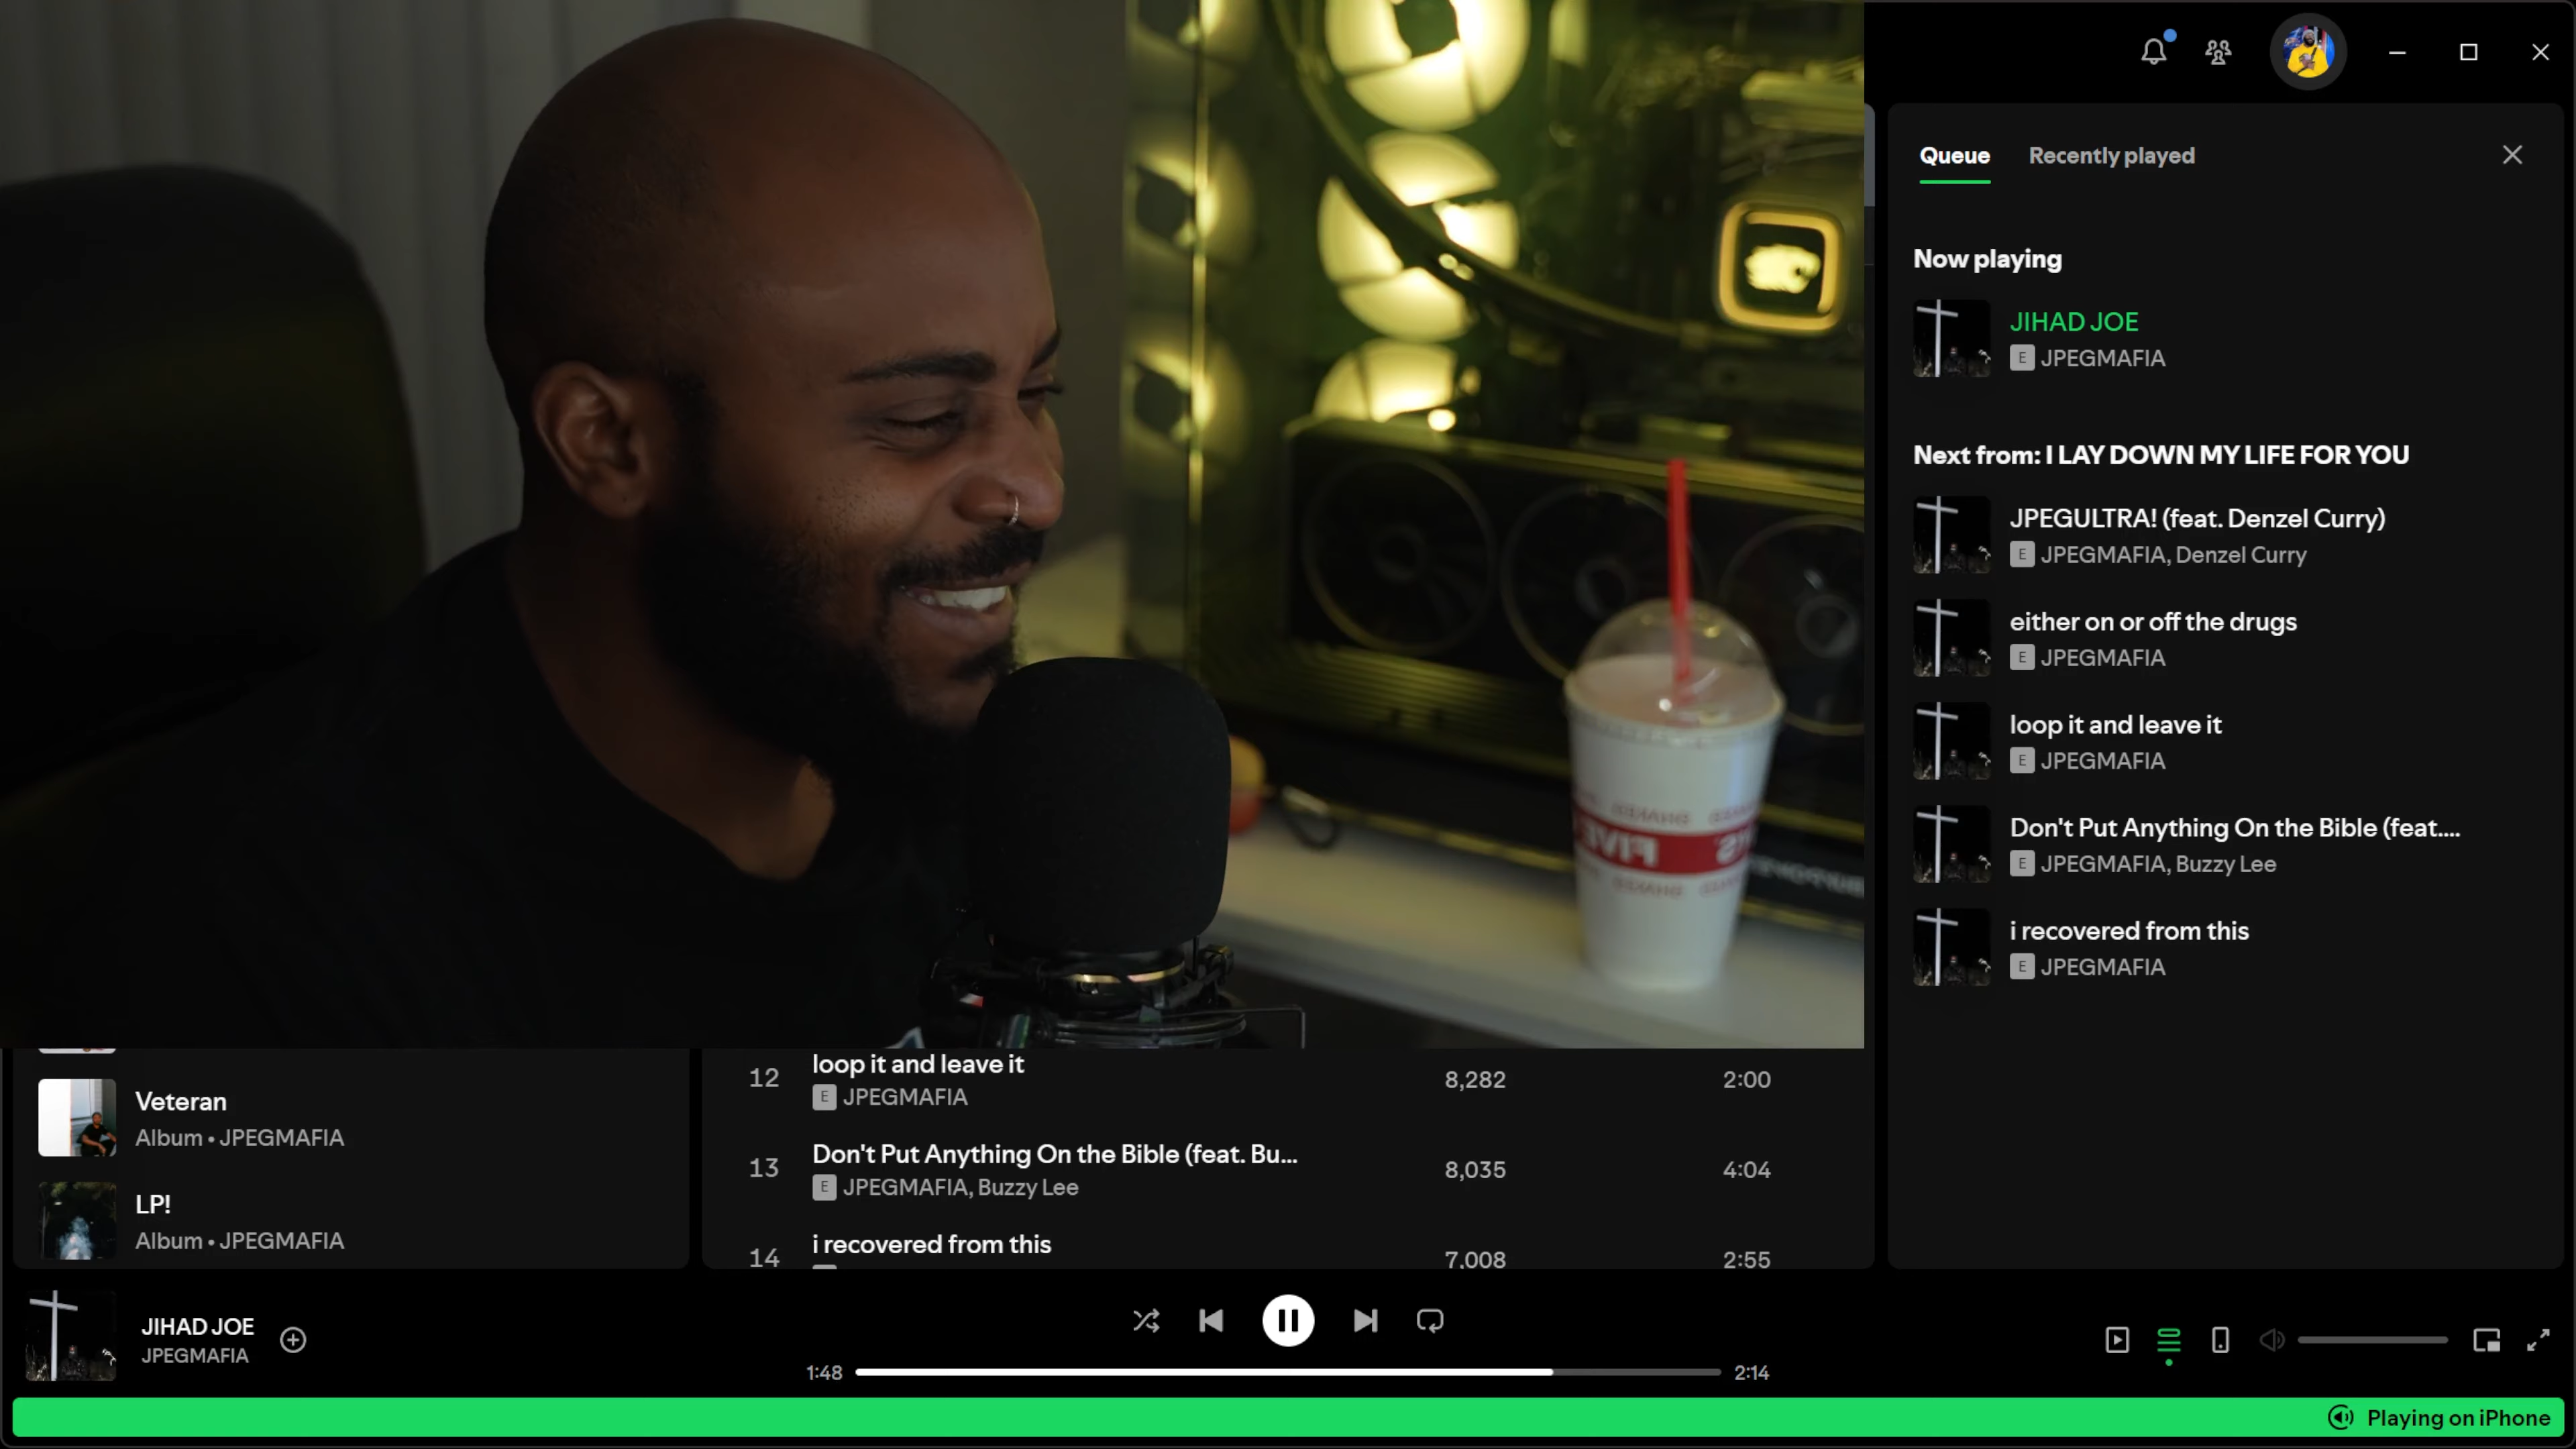 Queue Recently played
Now playing
JIHAD JOE
E JPEGMAFIA
Next from: I LAY DOWN MY LIFE FOR YOU
JPEGULTRA! (feat. Denzel Curry)
E JPEGMAFIA, Denzel Curry
either on or off the drugs
E JPEGMAFIA
loop it and leave it
E JPEGMAFIA
Don't Put Anything On the Bible (feat....
E JPEGMAFIA, Buzzy Lee
i recovered from this
E JPEGMAFIA
FIVE
Veteran
Album • JPEGMAFIA
LP!
Album • JPEGMAFIA
12 loop it and leave it 8,282 2:00
E JPEGMAFIA
13 Don't Put Anything On the Bible (feat. Bu... 8,035 4:04
E JPEGMAFIA, Buzzy Lee
14 i recovered from this 7,008 2:55
JIHAD JOE
JPEGMAFIA
1:48 2:14
Playing on iPhone